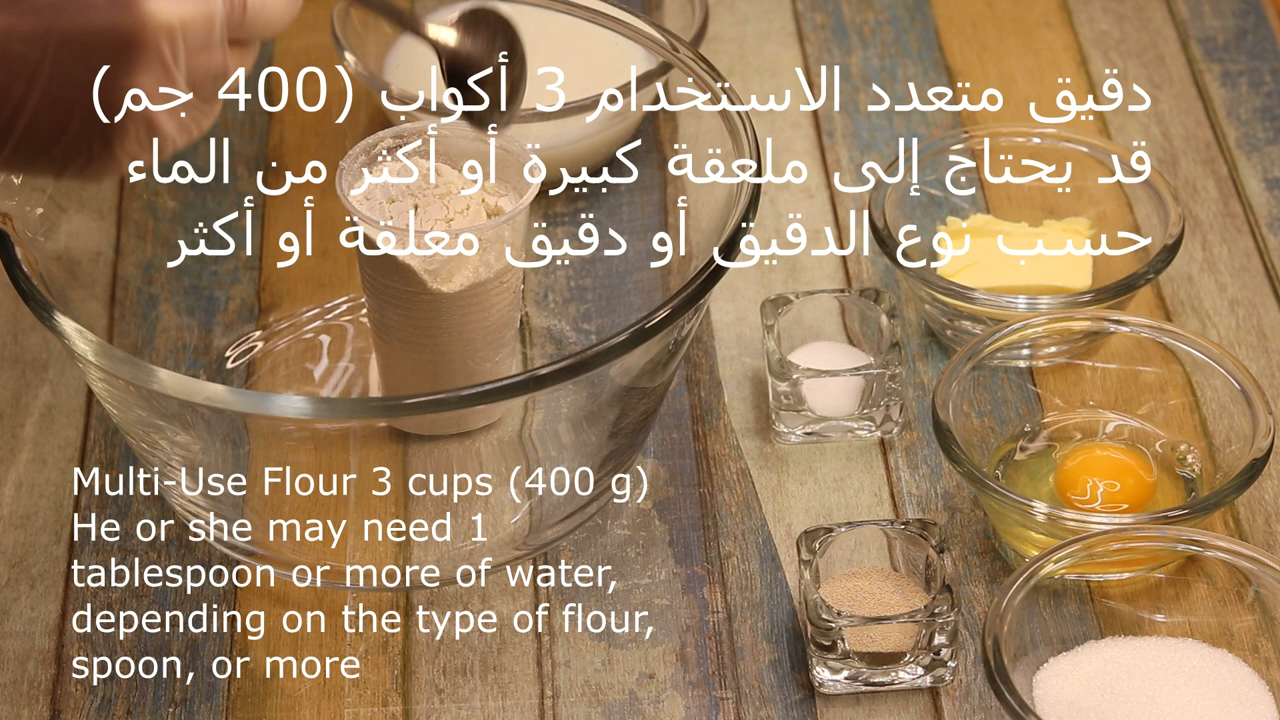 دقيق متعدد الاستخدام 3 أكواب (400 جم)
قد يحتاج إلى ملعقة كبيرة أو أكثر من الماء
حسب نوع الدقيق أو دقيق معلقة أو أكثر
Multi-Use Flour 3 cups (400 g)
He or she may need 1
tablespoon or more of water,
depending on the type of flour,
spoon, or more